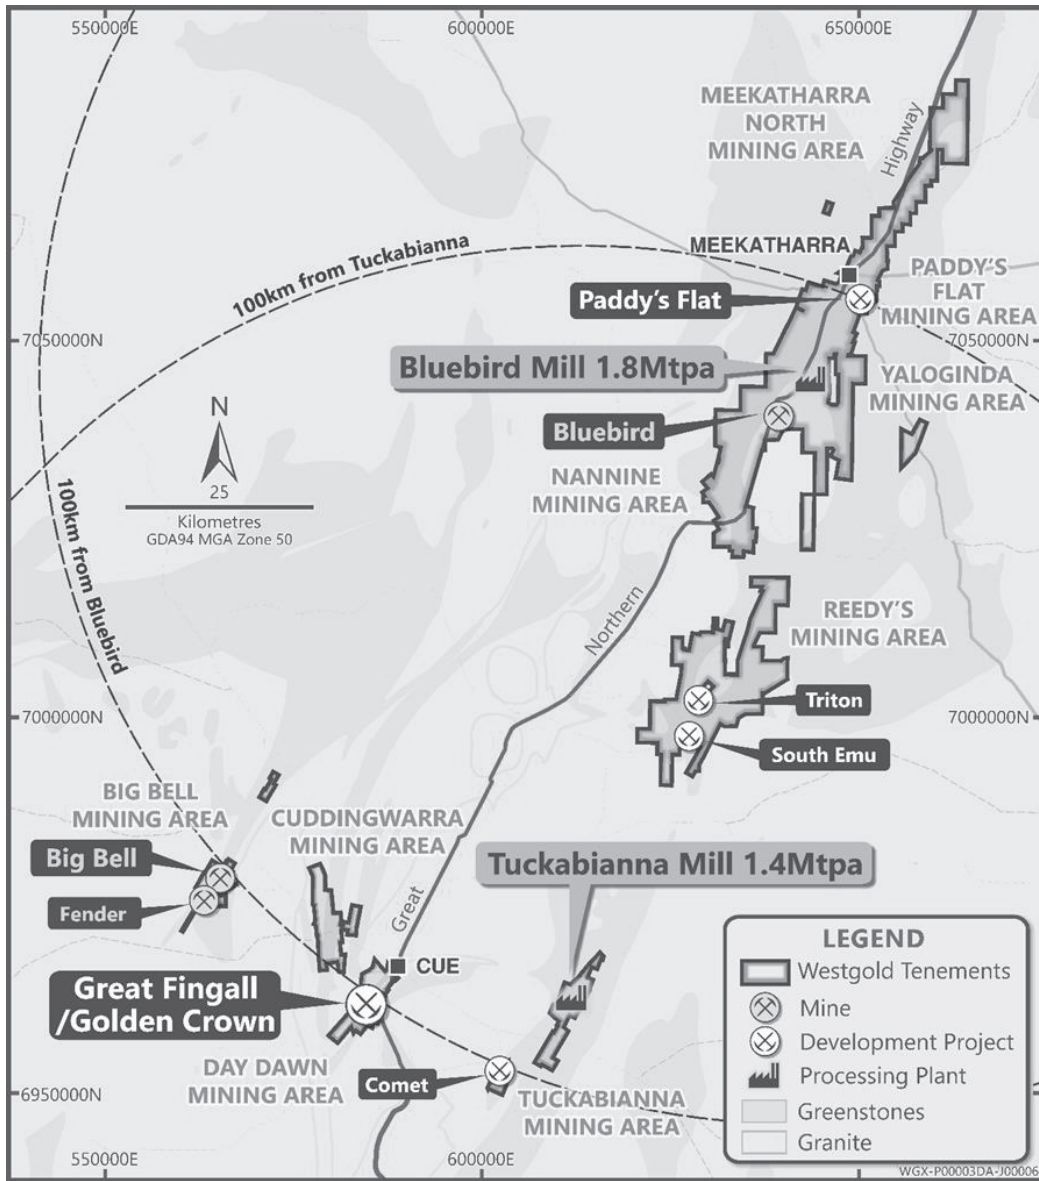 550000E
600000E
650000E
MEEKATHARRA
NORTH
MINING AREA
Highway
MEEKATHARRA
100km from Tuckabianna
PADDY'S
FLAT
MINING AREA
Paddy's Flat
7050000N
7050000N
Bluebird Mill 1.8Mtpa
YALOGINDA
MINING AREA
N
25
Kilometres
GDA94 MGA Zone 50
Bluebird
NANNINE
MINING AREA
100km from Bluebird
Northern
REEDY'S
MINING AREA
Triton
7000000N
7000000N
South Emu
BIG BELL
MINING AREA
CUDDINGWARRA
MINING AREA
Big Bell
Fender
Tuckabianna Mill 1.4Mtpa
Great
CUE
Great Fingall
/Golden Crown
DAY DAWN
MINING AREA
Comet
TUCKABIANNA
MINING AREA
6950000N
LEGEND
Westgold Tenements
Mine
Development Project
Processing Plant
Greenstones
Granite
550000E
600000E
WGX-P00003DA-J00006